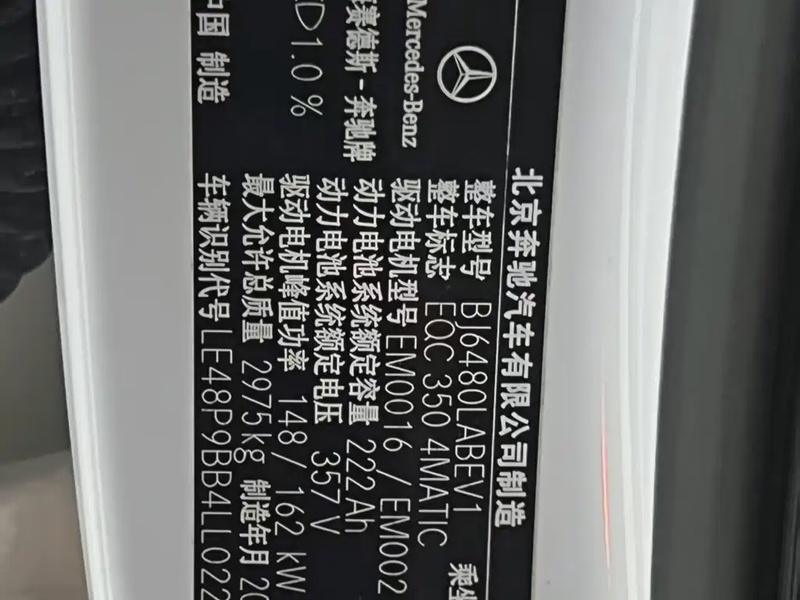 Mercedes-Benz
北京奔驰汽车有限公司制造
整车型号 BJ6480LABEV1
整车标志 EQC 350 4MATIC
驱动电机型号 EM0016 / EM002
赛德斯-奔驰牌
动力电池系统额定容量 222 Ah
动力电池系统额定电压 357 V
1.0 %
驱动电机峰值功率 148 / 162 kW
最大允许总质量 2975kg 制造年月 20
中国 制造
车辆识别代号 LE48P9BB4LL022